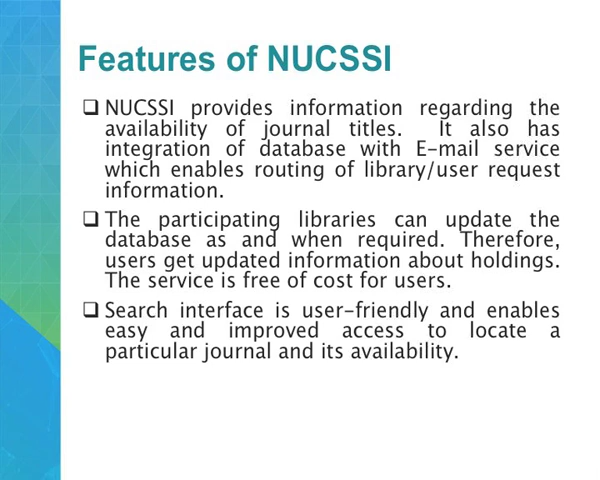 Features of NUCSSI
❑ NUCSSI provides information regarding the
availability of journal titles. It also has
integration of database with E-mail service
which enables routing of library/user request
information.
❑ The participating libraries can update the
database as and when required. Therefore,
users get updated information about holdings.
The service is free of cost for users.
❑ Search interface is user-friendly and enables
easy and improved access to locate a
particular journal and its availability.